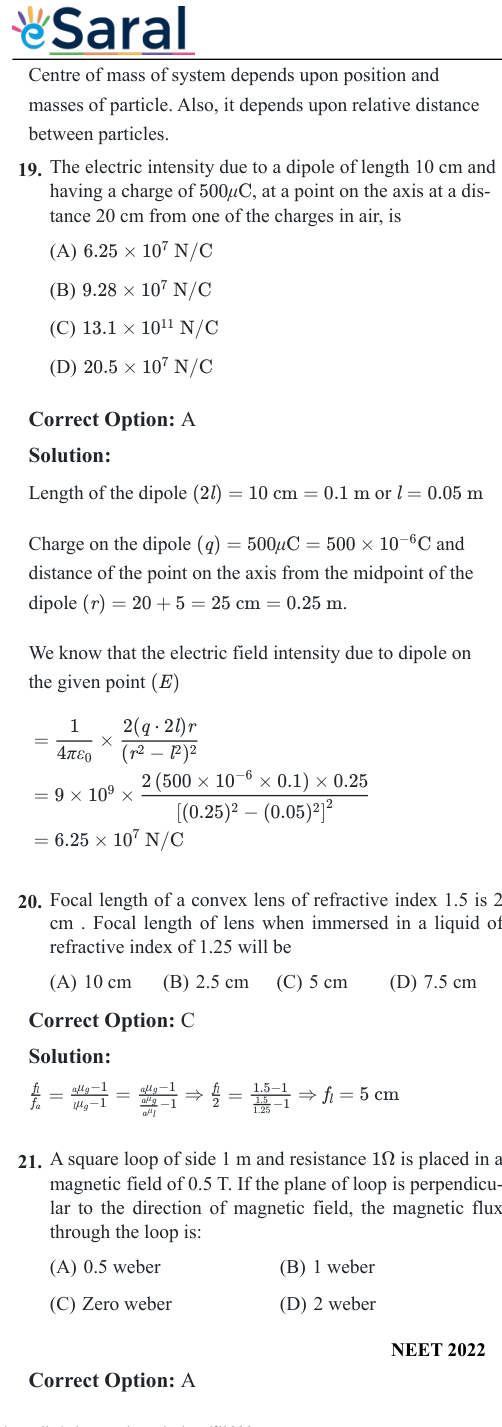 eSaral
Centre of mass of system depends upon position and
masses of particle. Also, it depends upon relative distance
between particles.
19. The electric intensity due to a dipole of length 10 cm and
having a charge of 500μC, at a point on the axis at a dis-
tance 20 cm from one of the charges in air, is
(A) 6.25 × 10⁷ N/C
(B) 9.28 × 10⁷ N/C
(C) 13.1 × 10¹¹ N/C
(D) 20.5 × 10⁷ N/C
Correct Option: A
Solution:
Length of the dipole (2l) = 10 cm = 0.1 m or l = 0.05 m
Charge on the dipole (q) = 500μC = 500 × 10⁻⁶C and
distance of the point on the axis from the midpoint of the
dipole (r) = 20 + 5 = 25 cm = 0.25 m.
We know that the electric field intensity due to dipole on
the given point (E)
= 1/(4πε₀) × 2(q · 2l)r/(r² − l²)²
= 9 × 10⁹ × 2(500 × 10⁻⁶ × 0.1) × 0.25/[(0.25)² − (0.05)²]²
= 6.25 × 10⁷ N/C
20. Focal length of a convex lens of refractive index 1.5 is 2
cm . Focal length of lens when immersed in a liquid of
refractive index of 1.25 will be
(A) 10 cm (B) 2.5 cm (C) 5 cm (D) 7.5 cm
Correct Option: C
Solution:
fₗ/fₐ = (ₐμg−1)/(ₗμg−1) = (ₐμg−1)/(ₐμg/ₐμₗ−1) ⇒ fₗ/2 = (1.5−1)/(1.5/1.25−1) ⇒ fₗ = 5 cm
21. A square loop of side 1 m and resistance 1Ω is placed in a
magnetic field of 0.5 T. If the plane of loop is perpendicu-
lar to the direction of magnetic field, the magnetic flux
through the loop is:
(A) 0.5 weber (B) 1 weber
(C) Zero weber (D) 2 weber
NEET 2022
Correct Option: A